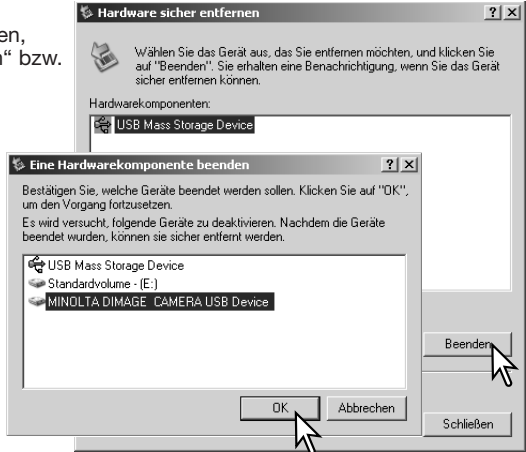 en,
n“ bzw.
Hardware sicher entfernen
Wählen Sie das Gerät aus, das Sie entfernen möchten, und klicken Sie
auf "Beenden". Sie erhalten eine Benachrichtigung, wenn Sie das Gerät
sicher entfernen können.
Hardwarekomponenten:
USB Mass Storage Device
Eine Hardwarekomponente beenden
Bestätigen Sie, welche Geräte beendet werden sollen. Klicken Sie auf "OK",
um den Vorgang fortzusetzen.
Es wird versucht, folgende Geräte zu deaktivieren. Nachdem die Geräte
beendet wurden, können sie sicher entfernt werden.
USB Mass Storage Device
Standardvolume - (E:)
MINOLTA DIMAGE CAMERA USB Device
Beenden
OK
Abbrechen
Schließen